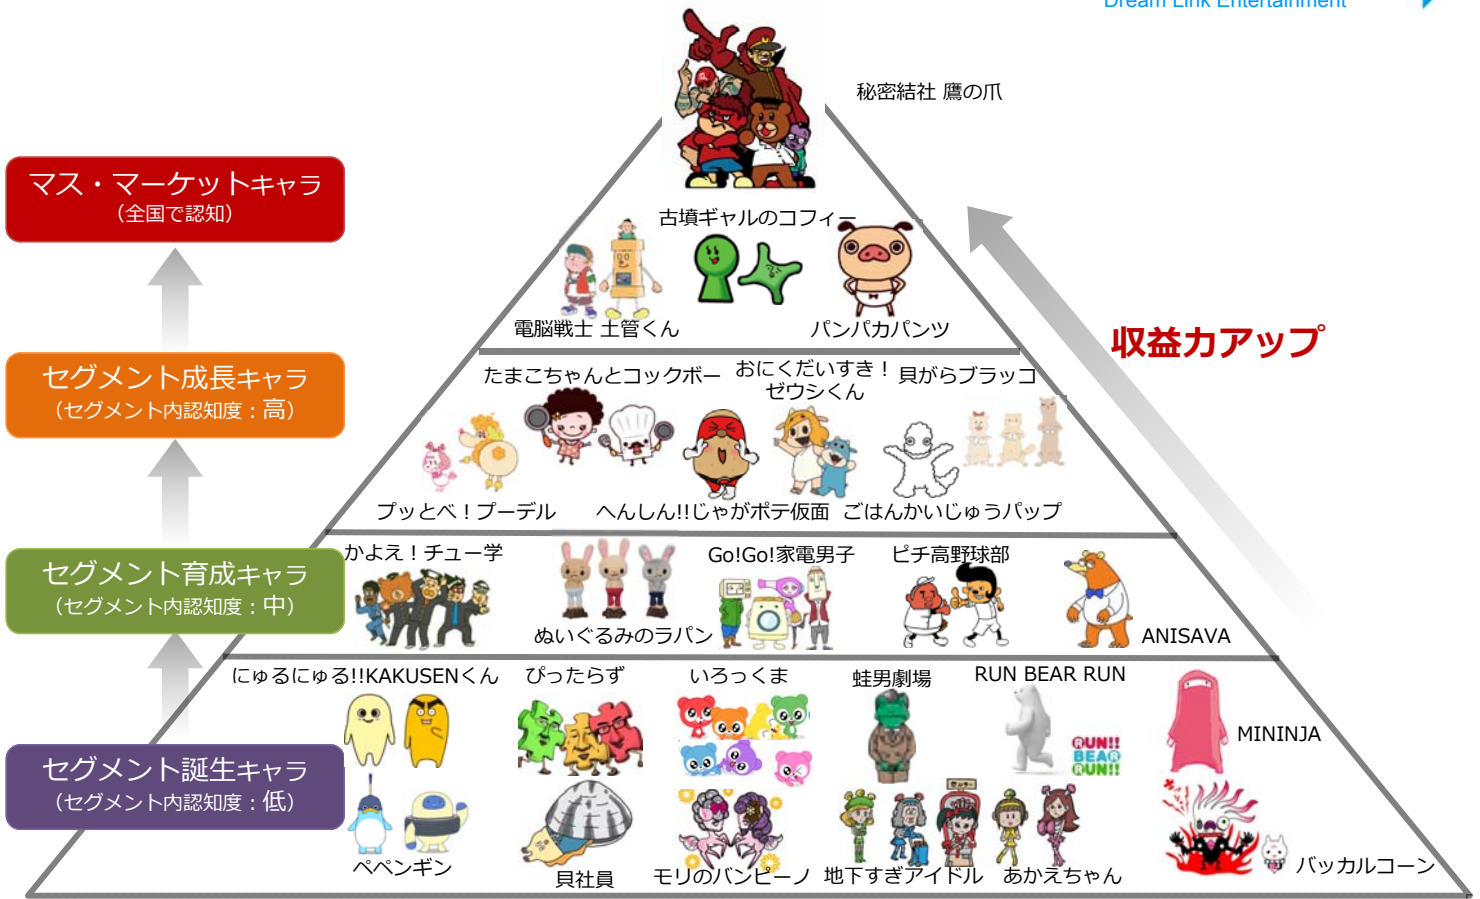 Dream Link Entertainment
秘密結社 鷹の爪
マス・マーケットキャラ
（全国で認知）
古墳ギャルのコフィー
電脳戦士 土管くん
パンパカパンツ
収益力アップ
セグメント成長キャラ
（セグメント内認知度：高）
たまこちゃんとコックボー
おにくだいすき！
ゼウシくん
貝がらブラッコ
プッとべ！プーデル
へんしん!!じゃがポテ仮面
ごはんかいじゅうパップ
セグメント育成キャラ
（セグメント内認知度：中）
かよえ！チュー学
ぬいぐるみのラパン
Go!Go!家電男子
ピチ高野球部
ANISAVA
セグメント誕生キャラ
（セグメント内認知度：低）
にゅるにゅる!!KAKUSENくん
ぴったらず
いろっくま
蛙男劇場
RUN BEAR RUN
RUN!!
BEAR
RUN!!
MININJA
ペペンギン
貝社員
モリのバンピーノ
地下すぎアイドル
あかえちゃん
バッカルコーン